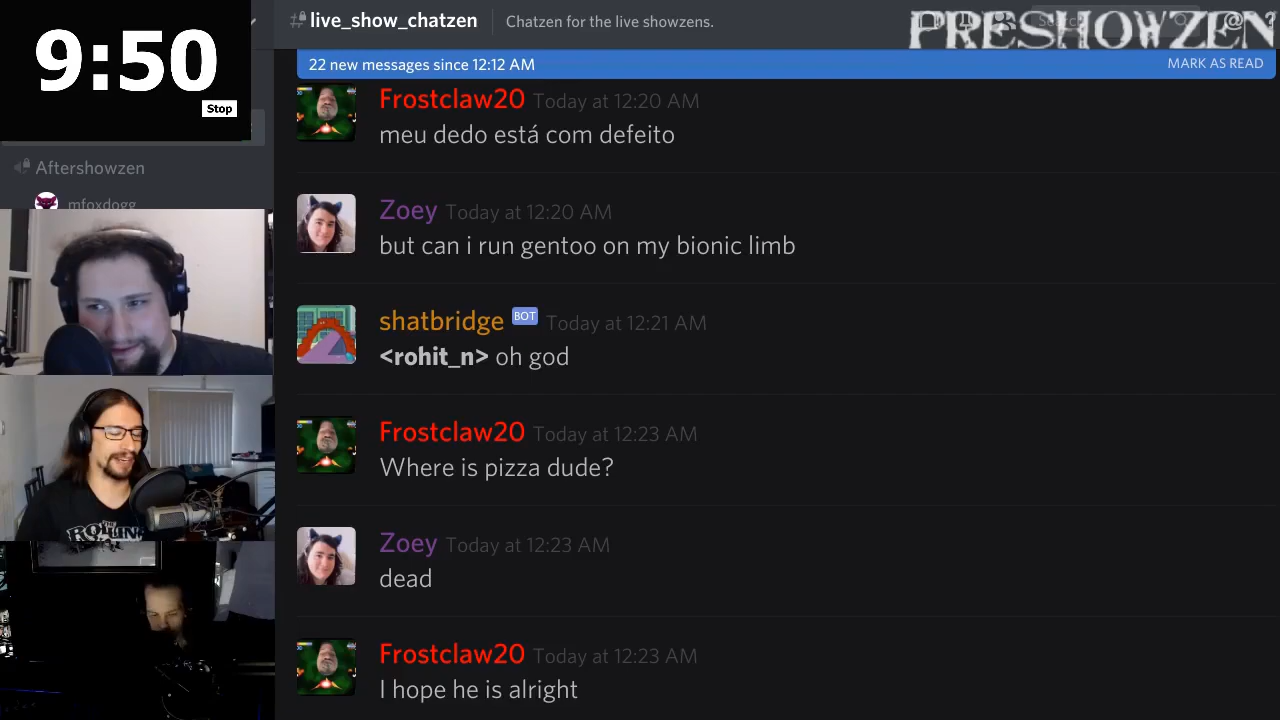 9:50
Stop
live_show_chatzen
Chatzen for the live showzens.
PRESHOWZEN
22 new messages since 12:12 AM
MARK AS READ
Aftershowzen
mfoxdogg
Frostclaw20 Today at 12:20 AM
meu dedo está com defeito
Zoey Today at 12:20 AM
but can i run gentoo on my bionic limb
shatbridge BOT Today at 12:21 AM
<rohit_n> oh god
Frostclaw20 Today at 12:23 AM
Where is pizza dude?
Zoey Today at 12:23 AM
dead
Frostclaw20 Today at 12:23 AM
I hope he is alright
THE